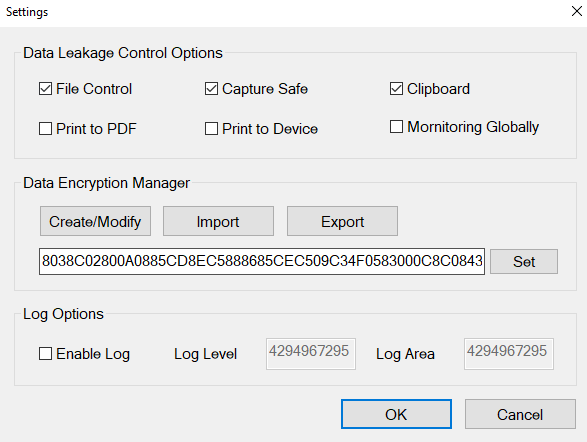 Settings
Data Leakage Control Options
File Control Capture Safe Clipboard
Print to PDF Print to Device Mornitoring Globally
Data Encryption Manager
Create/Modify Import Export
8038C02800A0885CD8EC5888685CEC509C34F0583000C8C0843 Set
Log Options
Enable Log Log Level 4294967295 Log Area 4294967295
OK Cancel